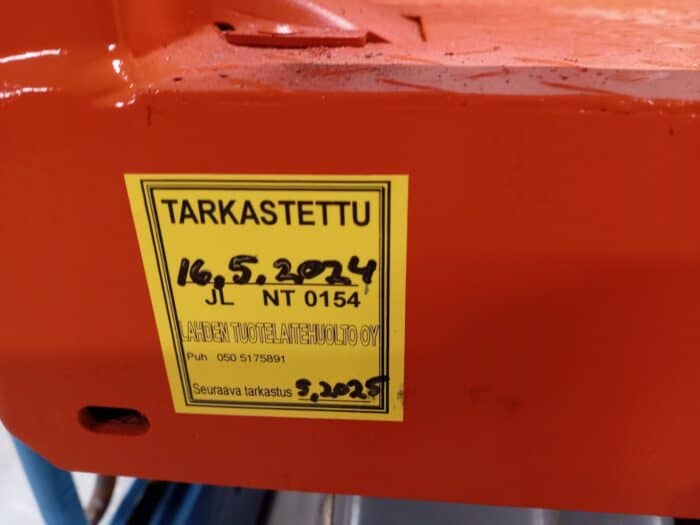 TARKASTETTU
16.5.2024
JL NT 0154
LAHDEN TUOTELAITEHUOLTO OY
Puh 050 5175891
Seuraava tarkastus 5.2025